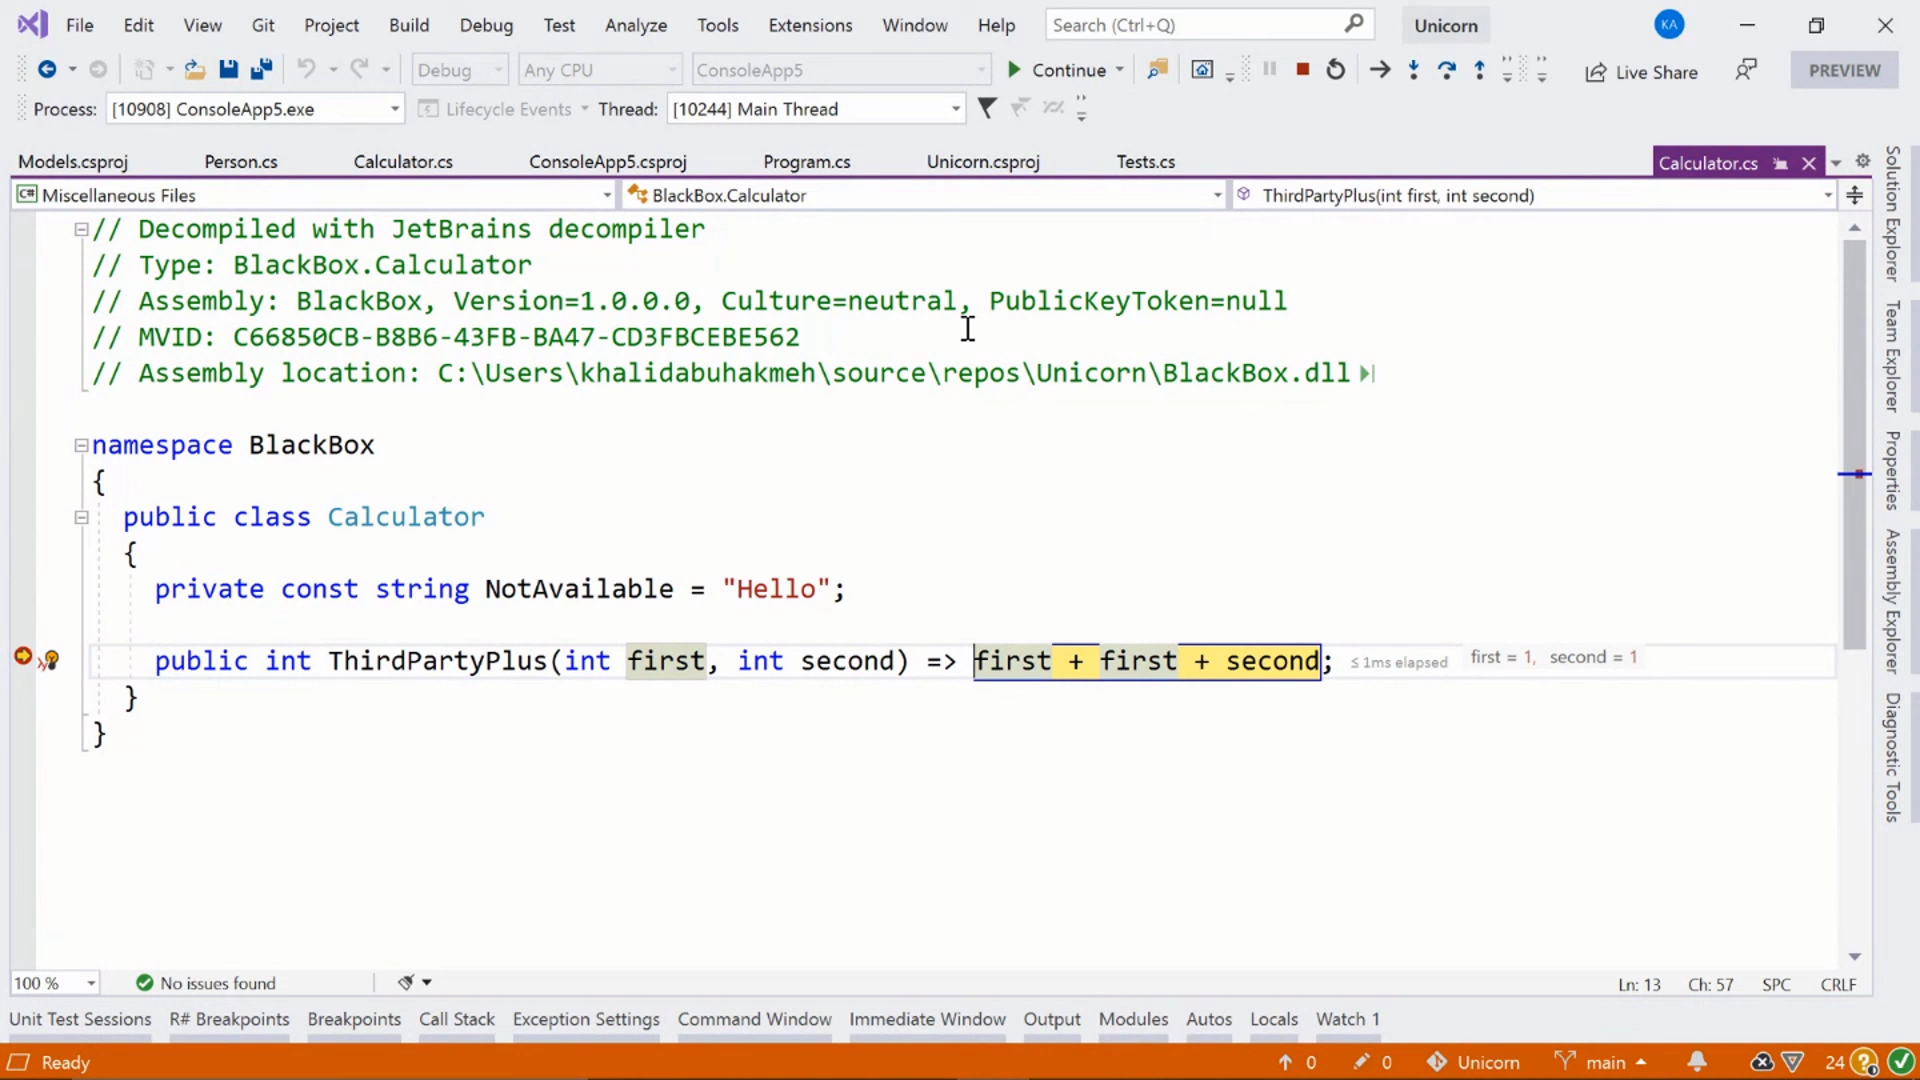 File Edit View Git Project Build Debug Test Analyze Tools Extensions Window Help Search (Ctrl+Q) Unicorn KA
Debug Any CPU ConsoleApp5 Continue Live Share PREVIEW
Process: [10908] ConsoleApp5.exe Lifecycle Events Thread: [10244] Main Thread
Models.csproj Person.cs Calculator.cs ConsoleApp5.csproj Program.cs Unicorn.csproj Tests.cs Calculator.cs
C# Miscellaneous Files BlackBox.Calculator ThirdPartyPlus(int first, int second)
// Decompiled with JetBrains decompiler
// Type: BlackBox.Calculator
// Assembly: BlackBox, Version=1.0.0.0, Culture=neutral, PublicKeyToken=null
// MVID: C66850CB-B8B6-43FB-BA47-CD3FBCEBE562
// Assembly location: C:\Users\khalidabuhakmeh\source\repos\Unicorn\BlackBox.dll
namespace BlackBox
{
public class Calculator
{
private const string NotAvailable = "Hello";
public int ThirdPartyPlus(int first, int second) => first + first + second; ≤ 1ms elapsed first = 1, second = 1
}
}
Solution Explorer
Team Explorer
Properties
Assembly Explorer
Diagnostic Tools
100 % No issues found Ln: 13 Ch: 57 SPC CRLF
Unit Test Sessions R# Breakpoints Breakpoints Call Stack Exception Settings Command Window Immediate Window Output Modules Autos Locals Watch 1
Ready 0 0 Unicorn main 24